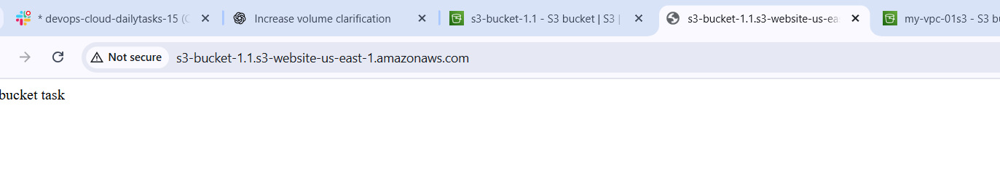 * devops-cloud-dailytasks-15 (
Increase volume clarification
s3-bucket-1.1 - S3 bucket | S3 |
s3-bucket-1.1.s3-website-us-ea
my-vpc-01s3 - S3 b
Not secure
s3-bucket-1.1.s3-website-us-east-1.amazonaws.com
bucket task